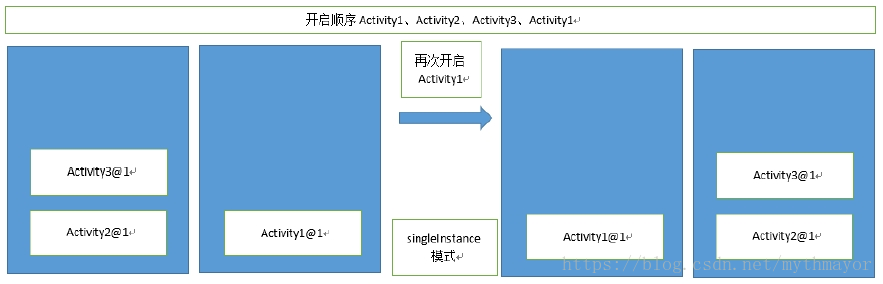 开启顺序 Activity1、Activity2，Activity3、Activity1↵
Activity3@1↵
Activity2@1↵
Activity1@1↵
再次开启
Activity1↵
singleInstance
模式↵
Activity1@1↵
Activity3@1↵
Activity2@1↵
https://blog.csdn.net/mythmayor